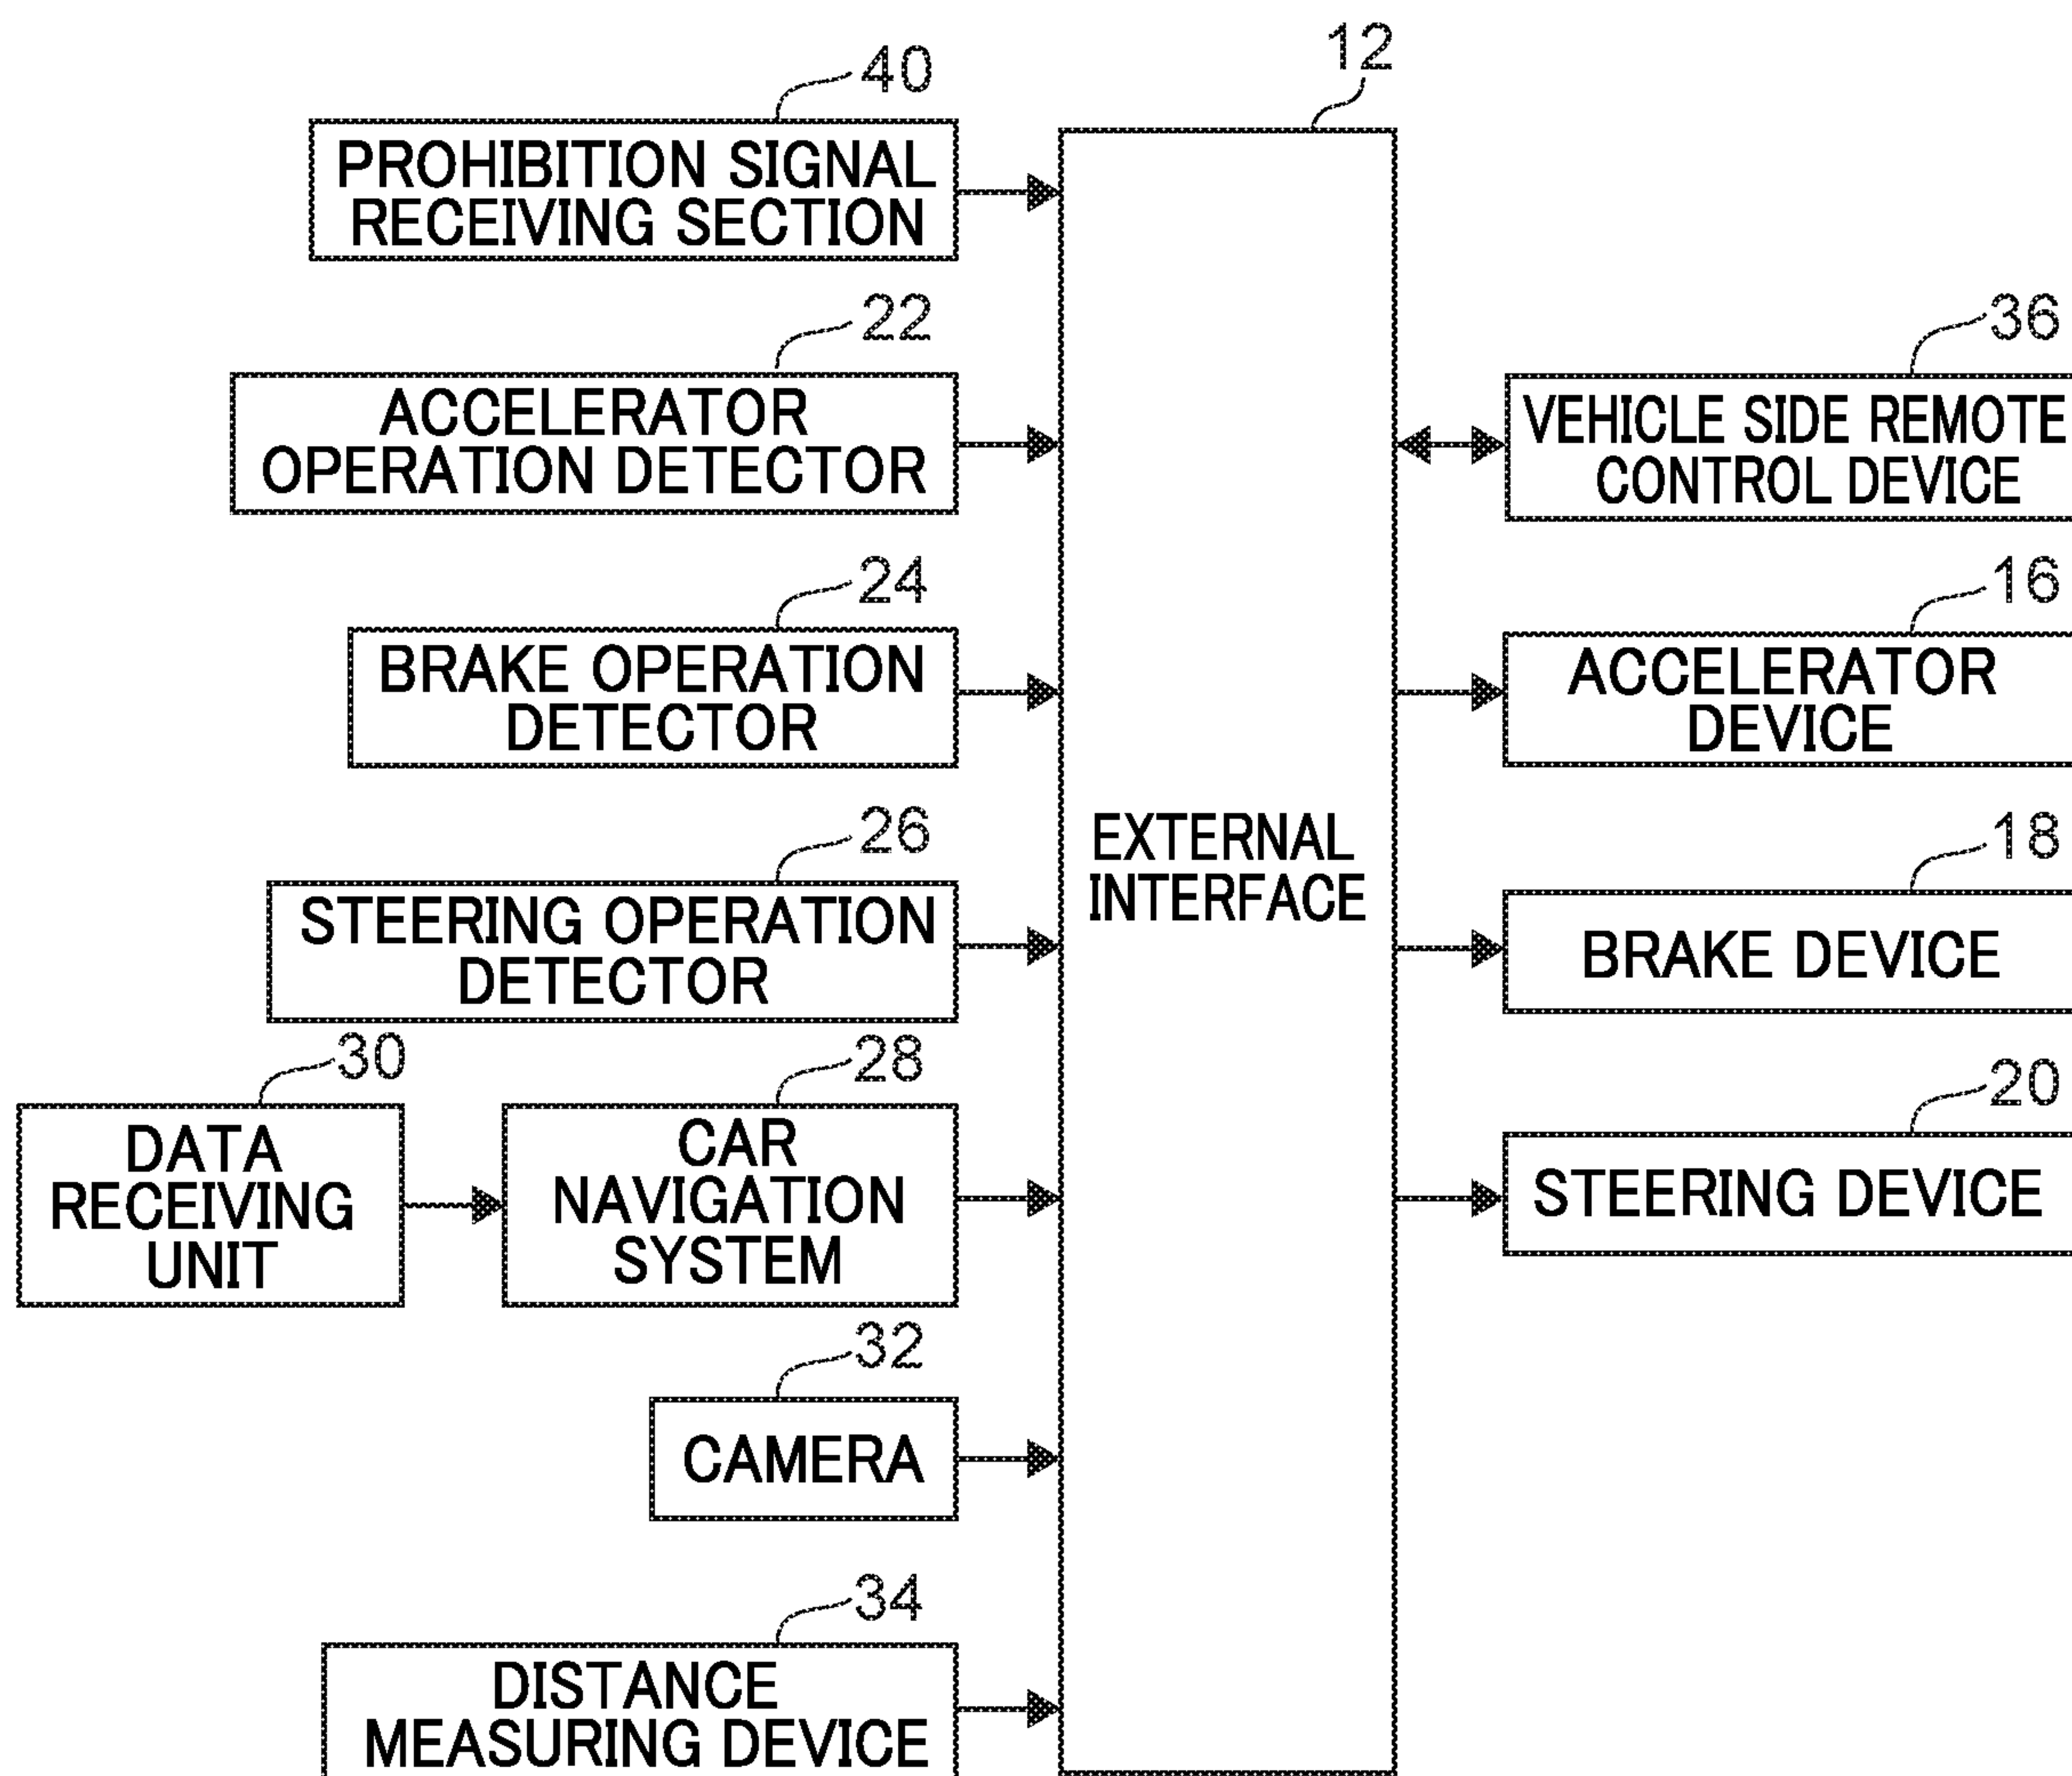 12
40
PROHIBITION SIGNAL
RECEIVING SECTION
22
ACCELERATOR
OPERATION DETECTOR
24
BRAKE OPERATION
DETECTOR
26
STEERING OPERATION
DETECTOR
30
DATA
RECEIVING
UNIT
28
CAR
NAVIGATION
SYSTEM
32
CAMERA
34
DISTANCE
MEASURING DEVICE
EXTERNAL
INTERFACE
36
VEHICLE SIDE REMOTE
CONTROL DEVICE
16
ACCELERATOR
DEVICE
18
BRAKE DEVICE
20
STEERING DEVICE